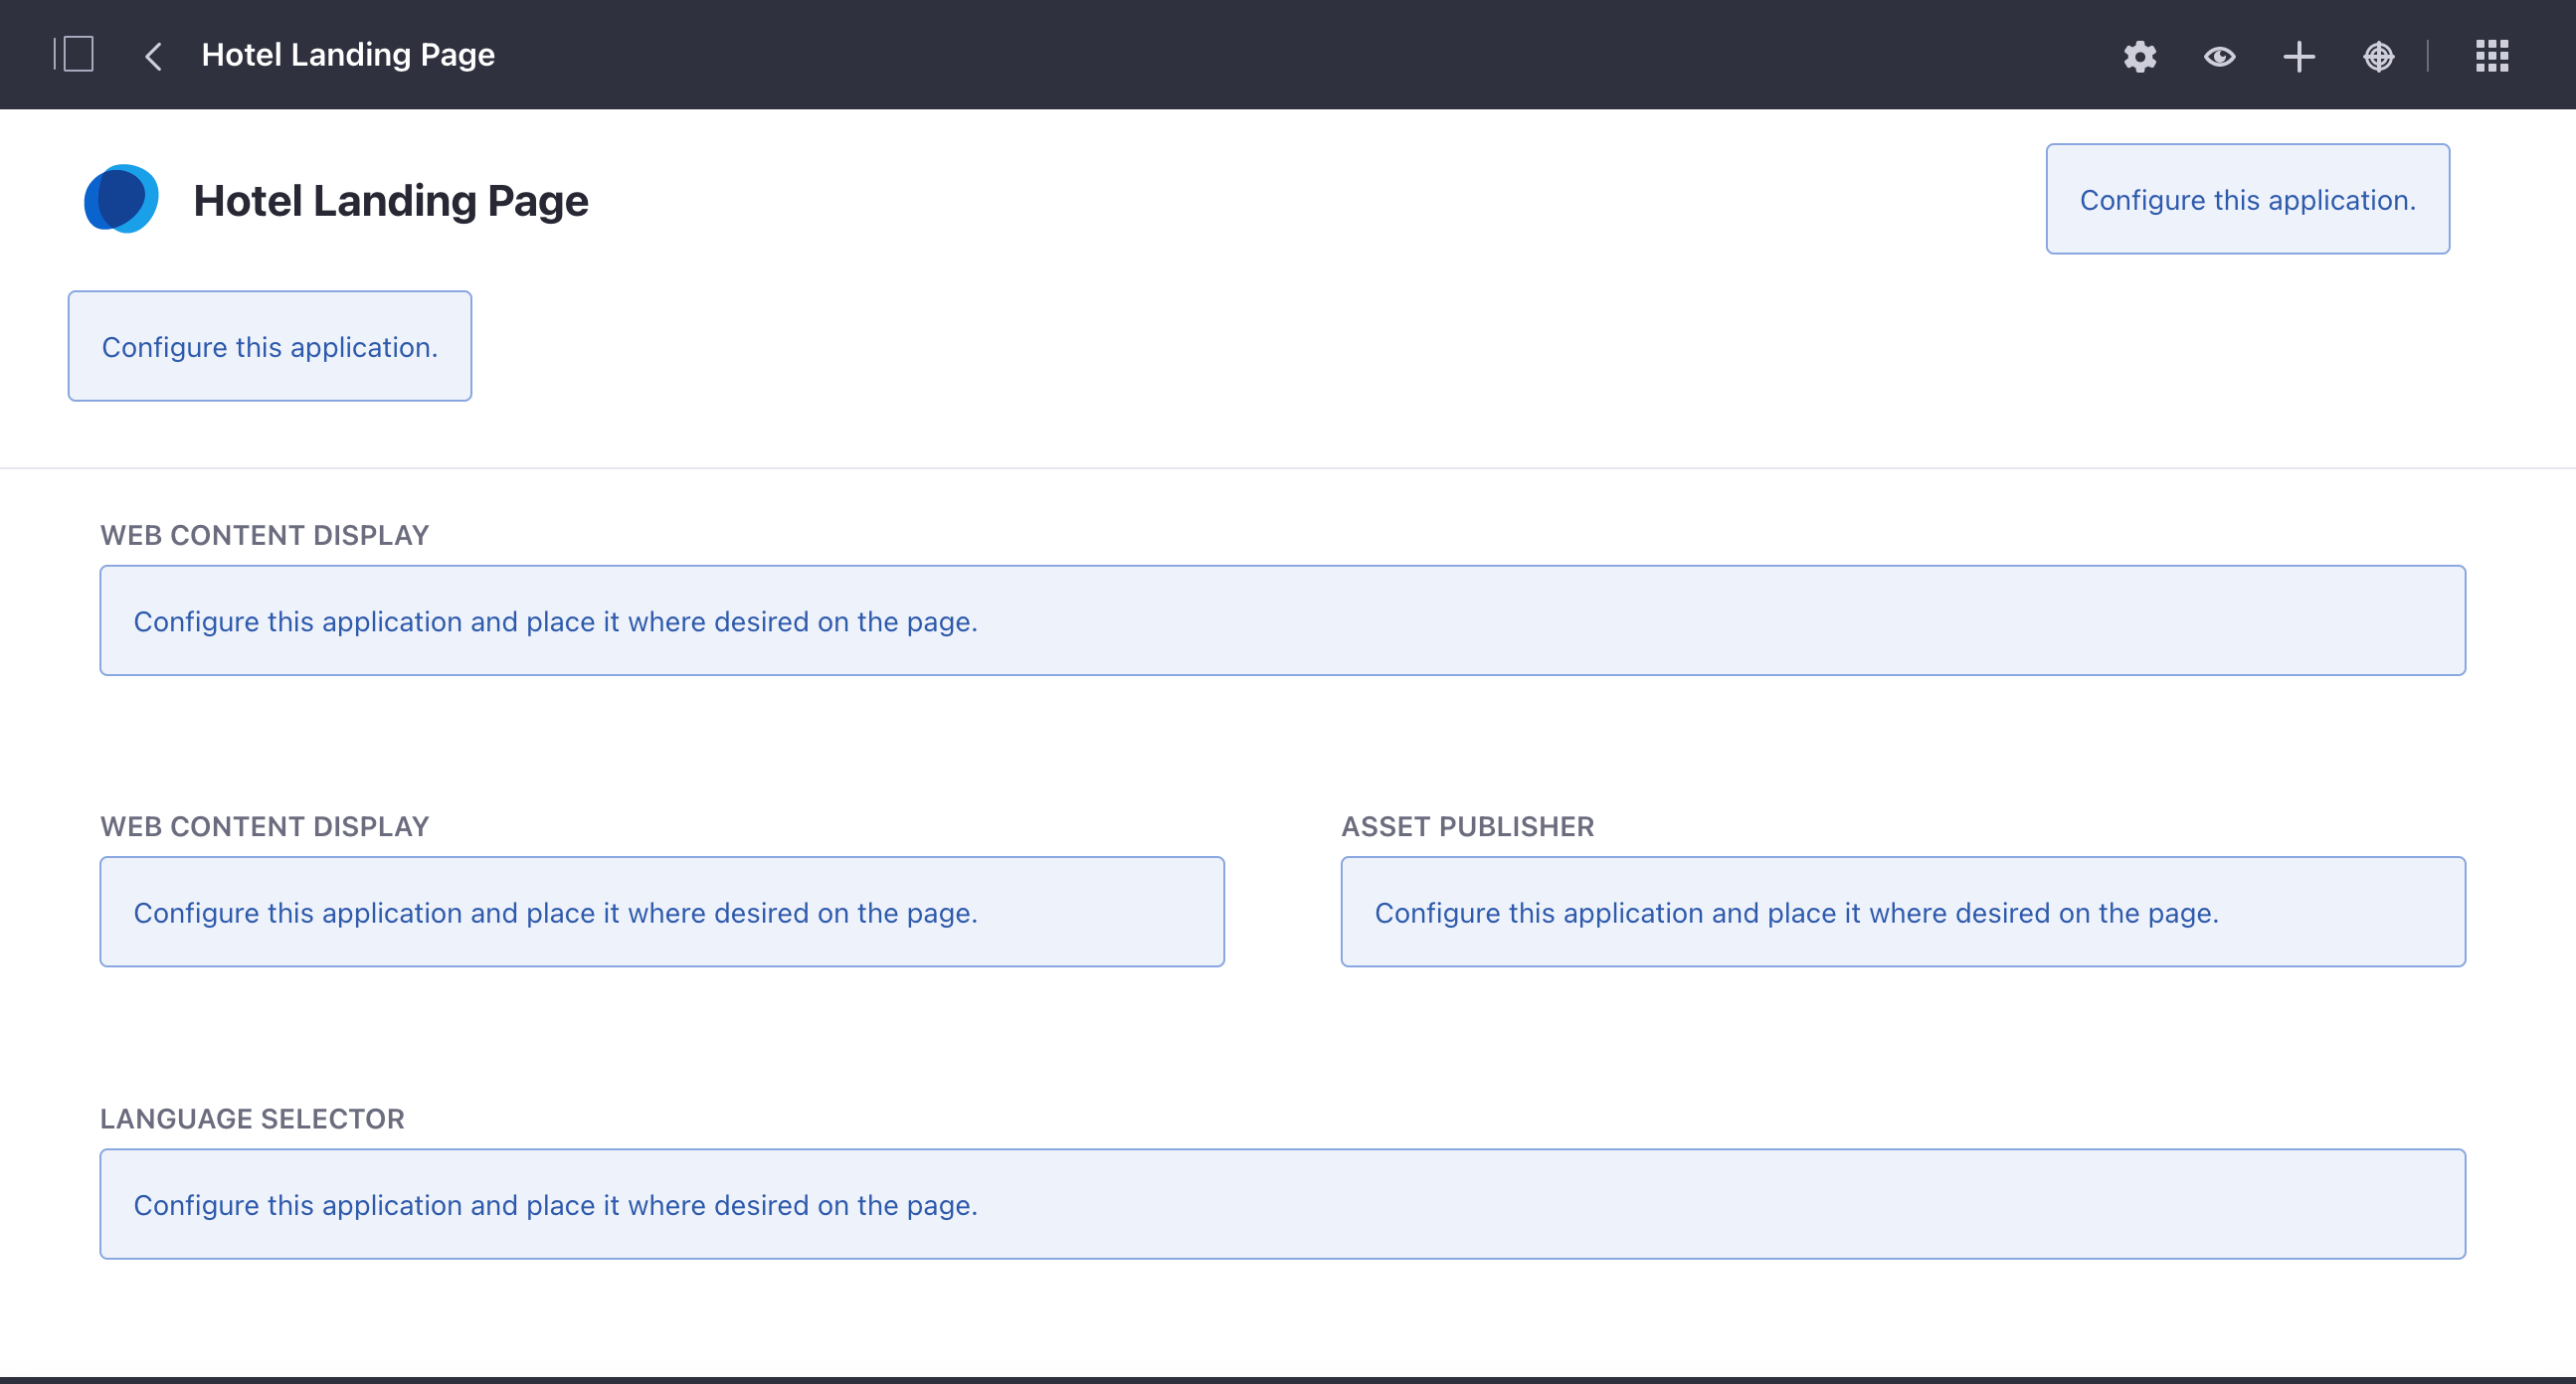 Hotel Landing Page
Hotel Landing Page
Configure this application.
Configure this application.
WEB CONTENT DISPLAY
Configure this application and place it where desired on the page.
WEB CONTENT DISPLAY
Configure this application and place it where desired on the page.
ASSET PUBLISHER
Configure this application and place it where desired on the page.
LANGUAGE SELECTOR
Configure this application and place it where desired on the page.